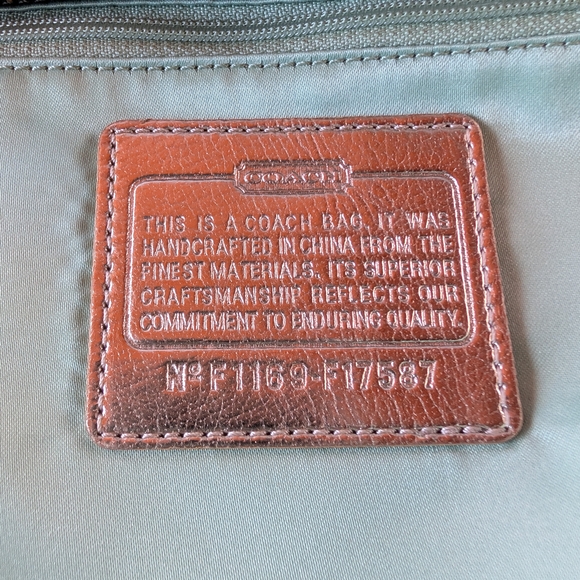 COACH
THIS IS A COACH BAG. IT WAS
HANDCRAFTED IN CHINA FROM THE
FINEST MATERIALS. ITS SUPERIOR
CRAFTSMANSHIP REFLECTS OUR
COMMITMENT TO ENDURING QUALITY.
Nº F1169-F17587